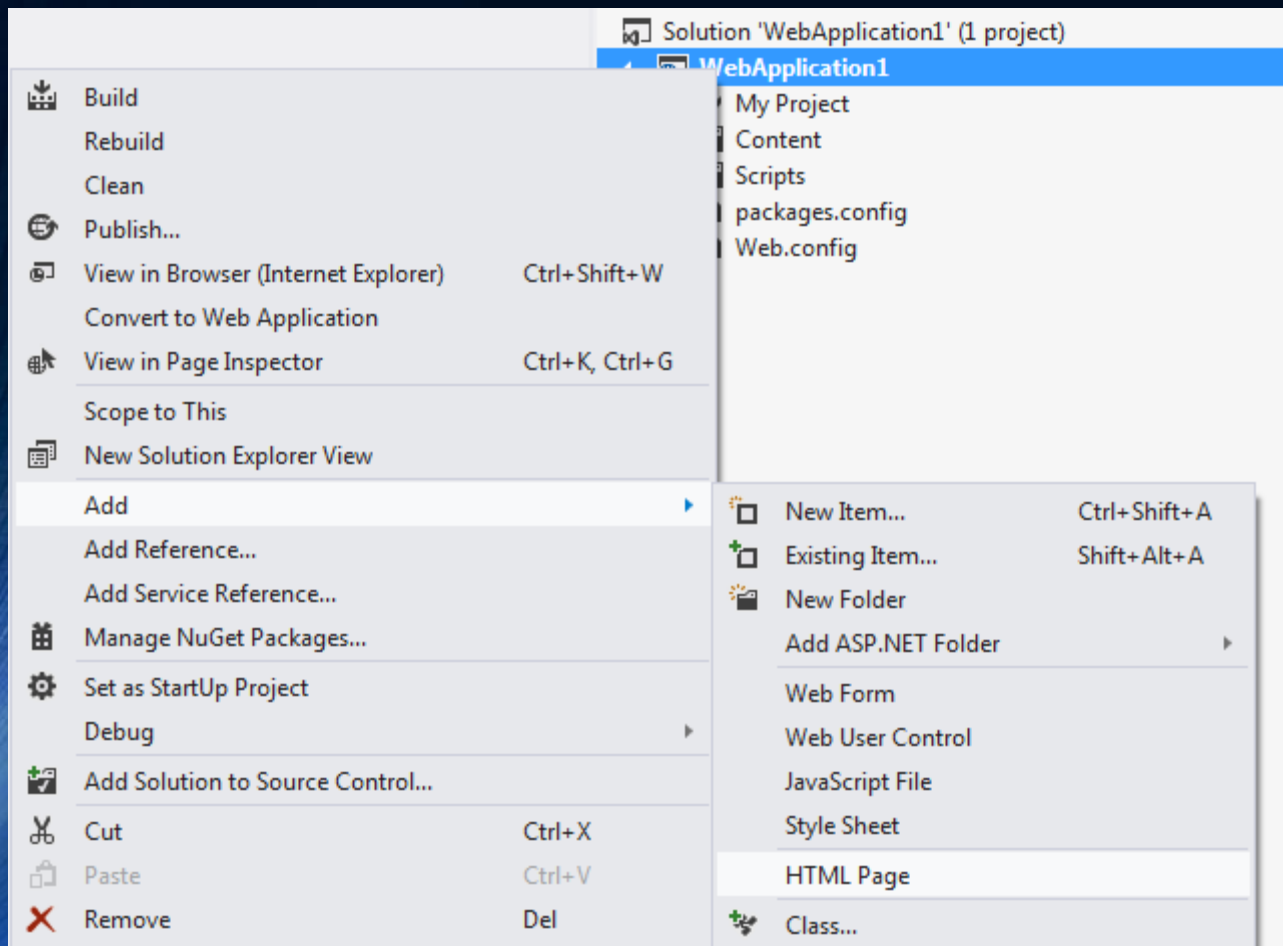 Solution 'WebApplication1' (1 project)
WebApplication1
My Project
Content
Scripts
packages.config
Web.config
Build
Rebuild
Clean
Publish...
View in Browser (Internet Explorer) Ctrl+Shift+W
Convert to Web Application
View in Page Inspector Ctrl+K, Ctrl+G
Scope to This
New Solution Explorer View
Add
Add Reference...
Add Service Reference...
Manage NuGet Packages...
Set as StartUp Project
Debug
Add Solution to Source Control...
Cut Ctrl+X
Paste Ctrl+V
Remove Del
New Item... Ctrl+Shift+A
Existing Item... Shift+Alt+A
New Folder
Add ASP.NET Folder
Web Form
Web User Control
JavaScript File
Style Sheet
HTML Page
Class...